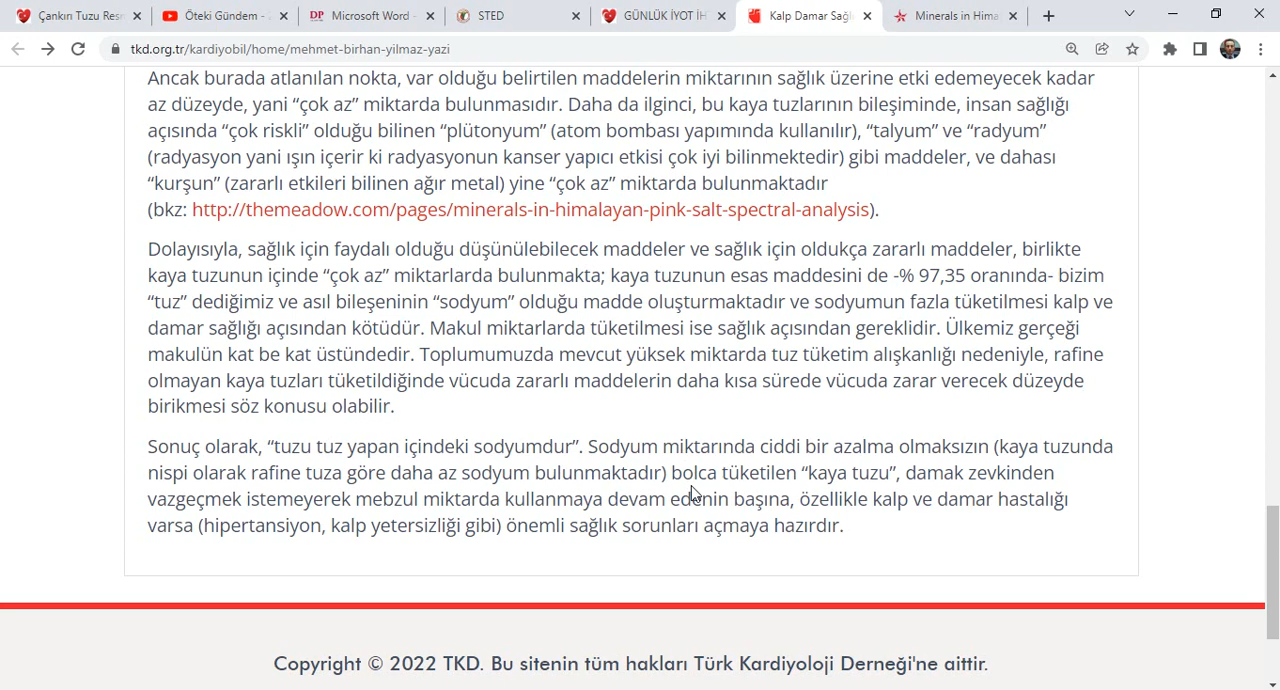 Çankırı Tuzu Resm
Öteki Gündem -
Microsoft Word -
STED
GÜNLÜK İYOT İH
Kalp Damar Sağl
Minerals in Hima
tkd.org.tr/kardiyobil/home/mehmet-birhan-yilmaz-yazi
Ancak burada atlanılan nokta, var olduğu belirtilen maddelerin miktarının sağlık üzerine etki edemeyecek kadar
az düzeyde, yani “çok az” miktarda bulunmasıdır. Daha da ilginci, bu kaya tuzlarının bileşiminde, insan sağlığı
açısında “çok riskli” olduğu bilinen “plütonyum” (atom bombası yapımında kullanılır), “talyum” ve “radyum”
(radyasyon yani ışın içerir ki radyasyonun kanser yapıcı etkisi çok iyi bilinmektedir) gibi maddeler, ve dahası
“kurşun” (zararlı etkileri bilinen ağır metal) yine “çok az” miktarda bulunmaktadır
(bkz: http://themeadow.com/pages/minerals-in-himalayan-pink-salt-spectral-analysis).
Dolayısıyla, sağlık için faydalı olduğu düşünülebilecek maddeler ve sağlık için oldukça zararlı maddeler, birlikte
kaya tuzunun içinde “çok az” miktarlarda bulunmakta; kaya tuzunun esas maddesini de -% 97,35 oranında- bizim
“tuz” dediğimiz ve asıl bileşeninin “sodyum” olduğu madde oluşturmaktadır ve sodyumun fazla tüketilmesi kalp ve
damar sağlığı açısından kötüdür. Makul miktarlarda tüketilmesi ise sağlık açısından gereklidir. Ülkemiz gerçeği
makulün kat be kat üstündedir. Toplumumuzda mevcut yüksek miktarda tuz tüketim alışkanlığı nedeniyle, rafine
olmayan kaya tuzları tüketildiğinde vücuda zararlı maddelerin daha kısa sürede vücuda zarar verecek düzeyde
birikmesi söz konusu olabilir.
Sonuç olarak, “tuzu tuz yapan içindeki sodyumdur”. Sodyum miktarında ciddi bir azalma olmaksızın (kaya tuzunda
nispi olarak rafine tuza göre daha az sodyum bulunmaktadır) bolca tüketilen “kaya tuzu”, damak zevkinden
vazgeçmek istemeyerek mebzul miktarda kullanmaya devam edenin başına, özellikle kalp ve damar hastalığı
varsa (hipertansiyon, kalp yetersizliği gibi) önemli sağlık sorunları açmaya hazırdır.
Copyright © 2022 TKD. Bu sitenin tüm hakları Türk Kardiyoloji Derneği'ne aittir.